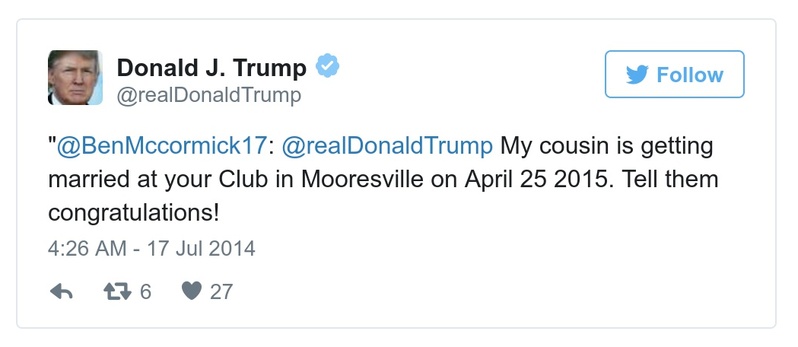 Donald J. Trump
@realDonaldTrump
Follow
"@BenMccormick17: @realDonaldTrump My cousin is getting
married at your Club in Mooresville on April 25 2015. Tell them
congratulations!
4:26 AM - 17 Jul 2014
6 27